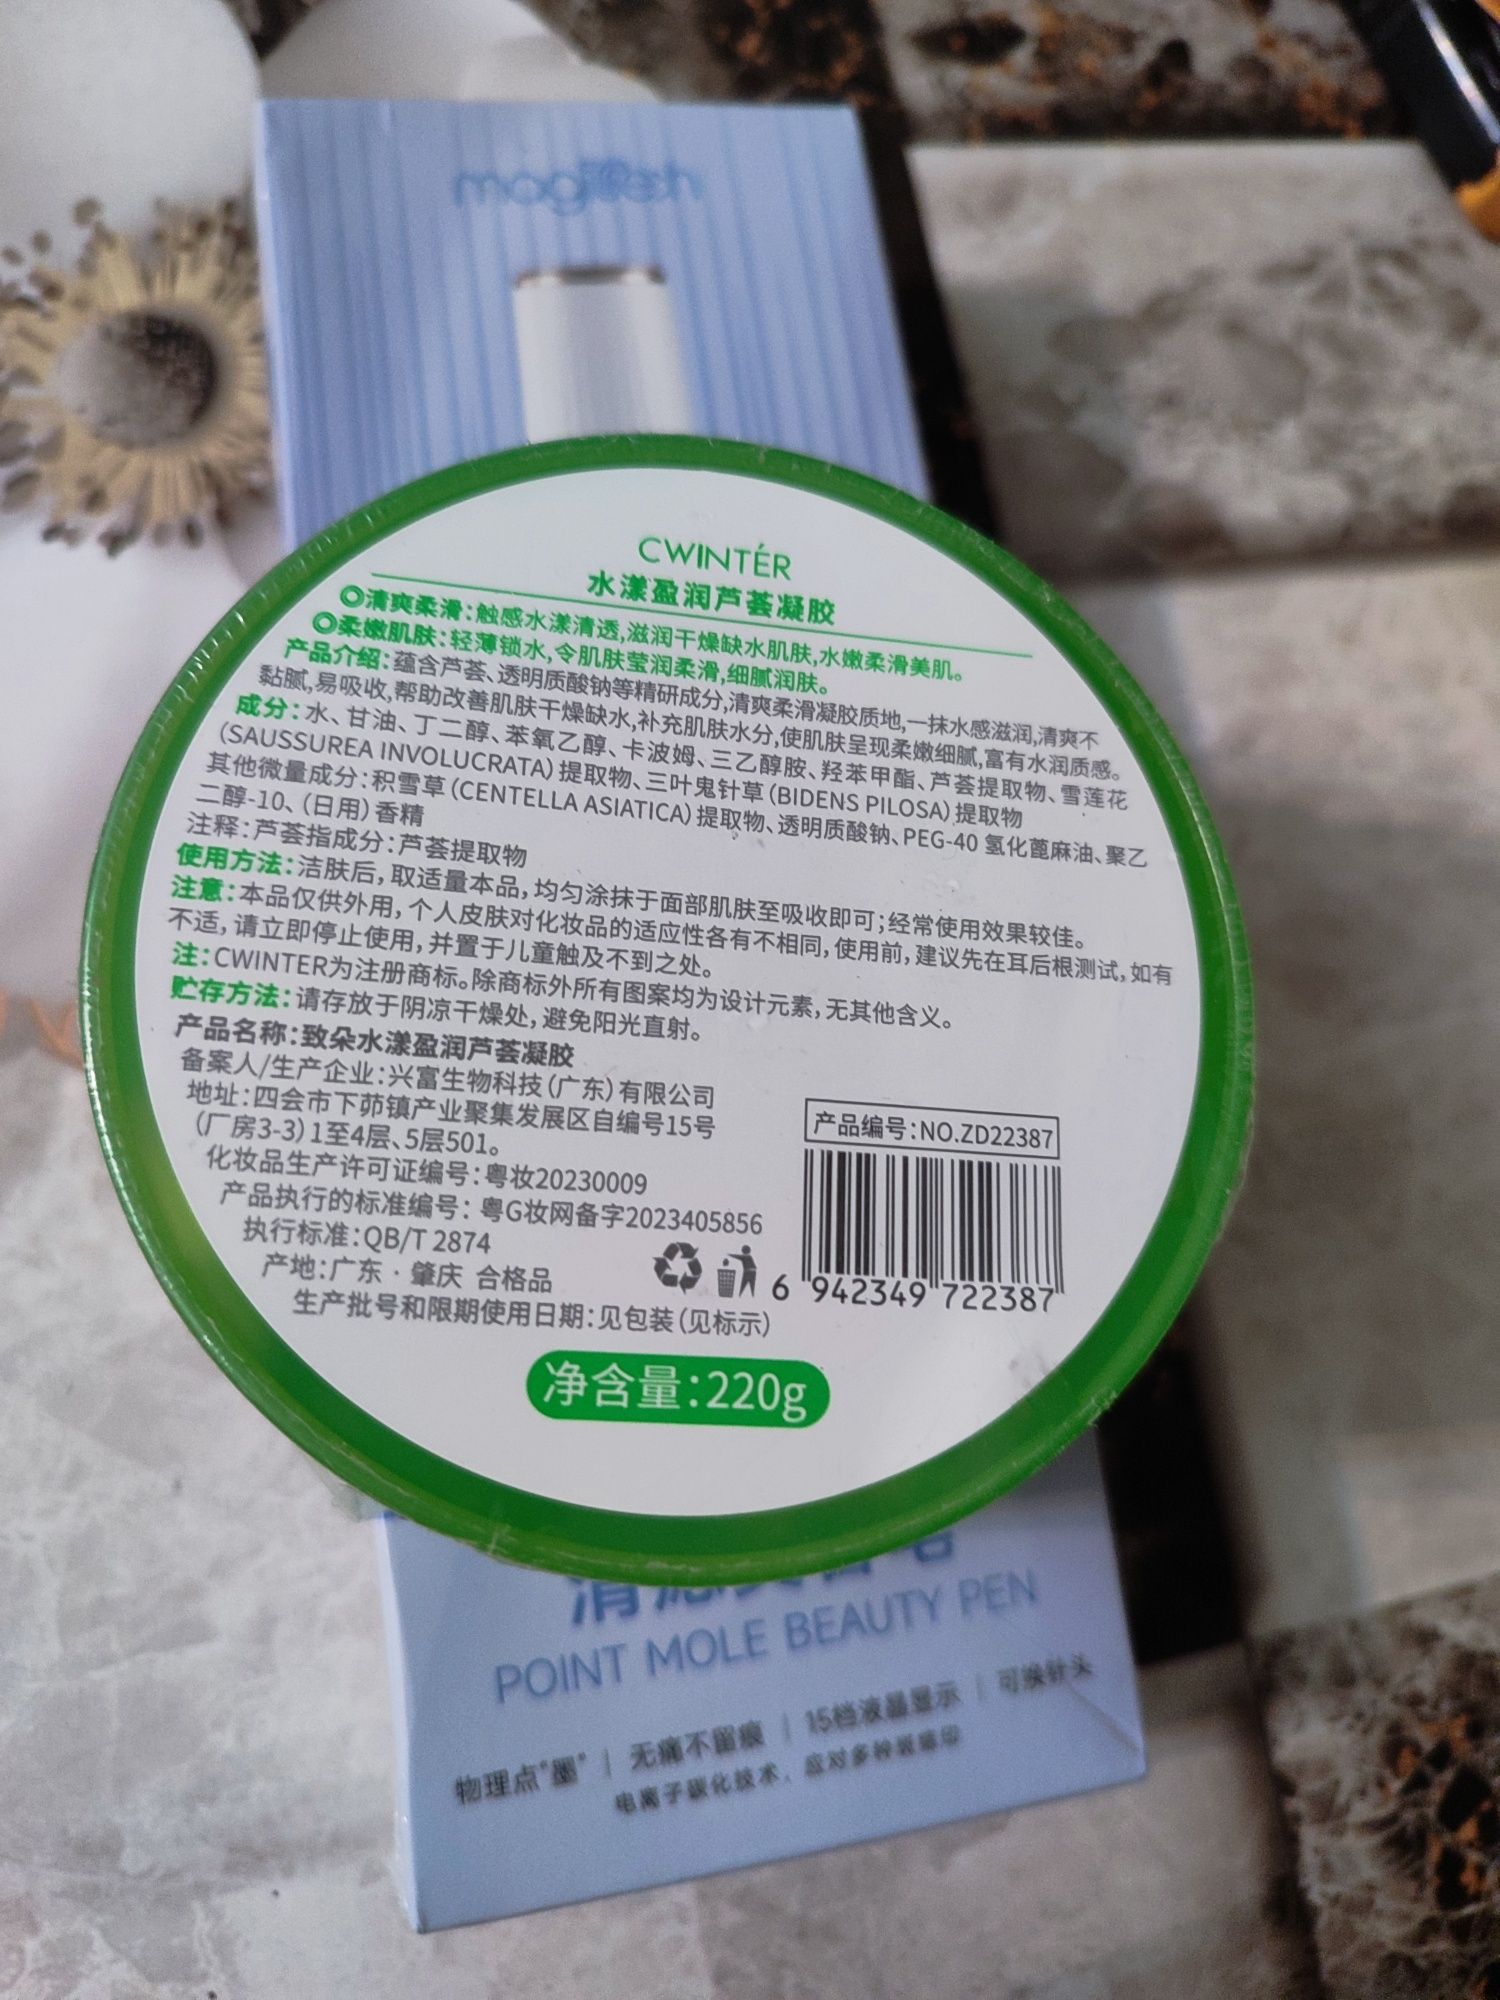 CWINTÉR
水漾盈润芦荟凝胶
◎清爽柔滑:触感水漾清透,滋润干燥缺水肌肤,水嫩柔滑美肌。
◎柔嫩肌肤:轻薄锁水,令肌肤莹润柔滑,细腻润肤。
产品介绍:蕴含芦荟、透明质酸钠等精研成分,清爽柔滑凝胶质地,一抹水感滋润,清爽不
黏腻,易吸收,帮助改善肌肤干燥缺水,补充肌肤水分,使肌肤呈现柔嫩细腻,富有水润质感。
成分:水、甘油、丁二醇、苯氧乙醇、卡波姆、三乙醇胺、羟苯甲酯、芦荟提取物、雪莲花
(SAUSSUREA INVOLUCRATA)提取物、三叶鬼针草(BIDENS PILOSA)提取物
其他微量成分:积雪草(CENTELLA ASIATICA)提取物、透明质酸钠、PEG-40 氢化蓖麻油、聚乙
二醇-10、(日用)香精
注释:芦荟指成分:芦荟提取物
使用方法:洁肤后,取适量本品,均匀涂抹于面部肌肤至吸收即可;经常使用效果较佳。
注意:本品仅供外用,个人皮肤对化妆品的适应性各有不相同,使用前,建议先在耳后根测试,如有
不适,请立即停止使用,并置于儿童触及不到之处。
注:CWINTER为注册商标。除商标外所有图案均为设计元素,无其他含义。
贮存方法:请存放于阴凉干燥处,避免阳光直射。
产品名称:致朵水漾盈润芦荟凝胶
备案人/生产企业:兴富生物科技(广东)有限公司
地址:四会市下茆镇产业聚集发展区自编号15号
(厂房3-3)1至4层、5层501。
化妆品生产许可证编号:粤妆20230009
产品执行的标准编号:粤G妆网备字2023405856
执行标准:QB/T 2874
产地:广东·肇庆 合格品
生产批号和限期使用日期:见包装(见标示)
产品编号:NO.ZD22387
6 942349 722387
净含量:220g
POINT MOLE BEAUTY PEN
物理点“墨” | 无痛不留痕 | 15档液晶显示 | 可换针头
电离子碳化技术,应对多种斑痣印